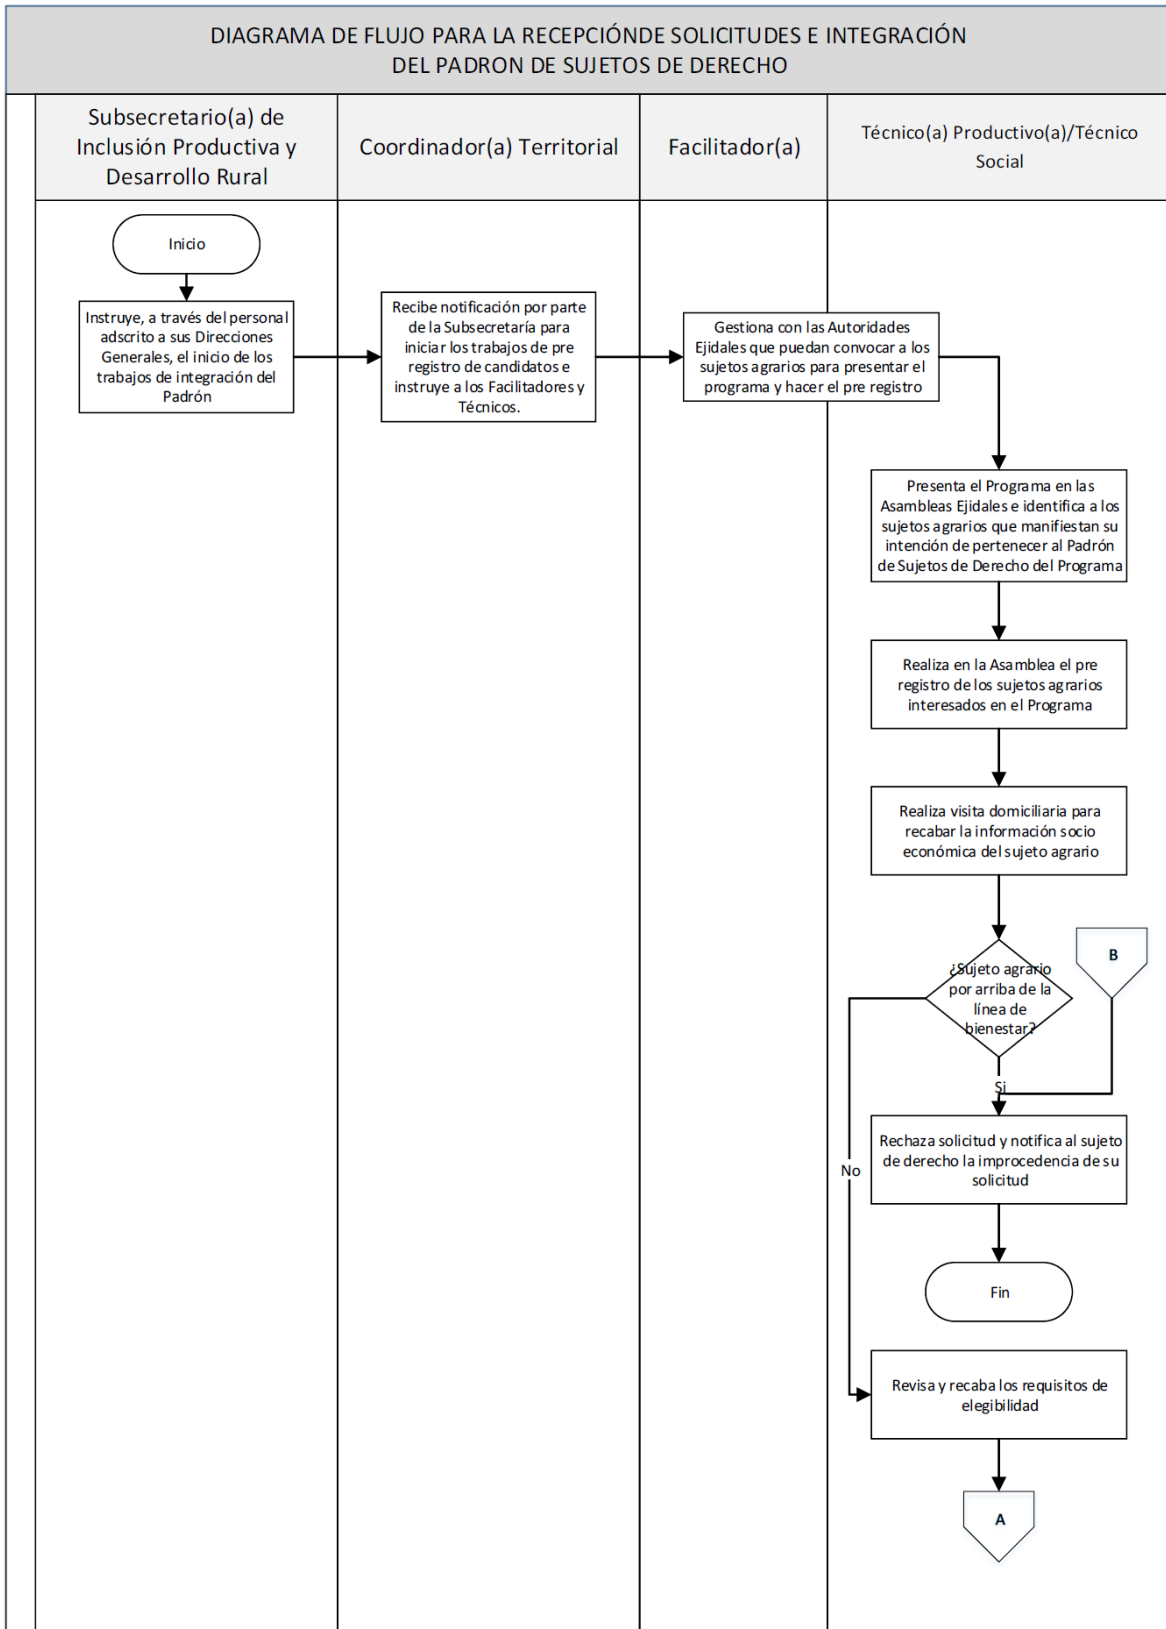 DIAGRAMA DE FLUJO PARA LA RECEPCIÓNDE SOLICITUDES E INTEGRACIÓN
DEL PADRON DE SUJETOS DE DERECHO
Subsecretario(a) de
Inclusión Productiva y
Desarrollo Rural
Coordinador(a) Territorial
Facilitador(a)
Técnico(a) Productivo(a)/Técnico
Social
Inicio
Instruye, a través del personal
adscrito a sus Direcciones
Generales, el inicio de los
trabajos de integración del
Padrón
Recibe notificación por parte
de la Subsecretaría para
iniciar los trabajos de pre
registro de candidatos e
instruye a los Facilitadores y
Técnicos.
Gestiona con las Autoridades
Ejidales que puedan convocar a los
sujetos agrarios para presentar el
programa y hacer el pre registro
Presenta el Programa en las
Asambleas Ejidales e identifica a los
sujetos agrarios que manifiestan su
intención de pertenecer al Padrón
de Sujetos de Derecho del Programa
Realiza en la Asamblea el pre
registro de los sujetos agrarios
interesados en el Programa
Realiza visita domiciliaria para
recabar la información socio
económica del sujeto agrario
¿Sujeto agrario
por arriba de la
línea de
bienestar?
B
Si
Rechaza solicitud y notifica al sujeto
de derecho la improcedencia de su
solicitud
No
Fin
Revisa y recaba los requisitos de
elegibilidad
A